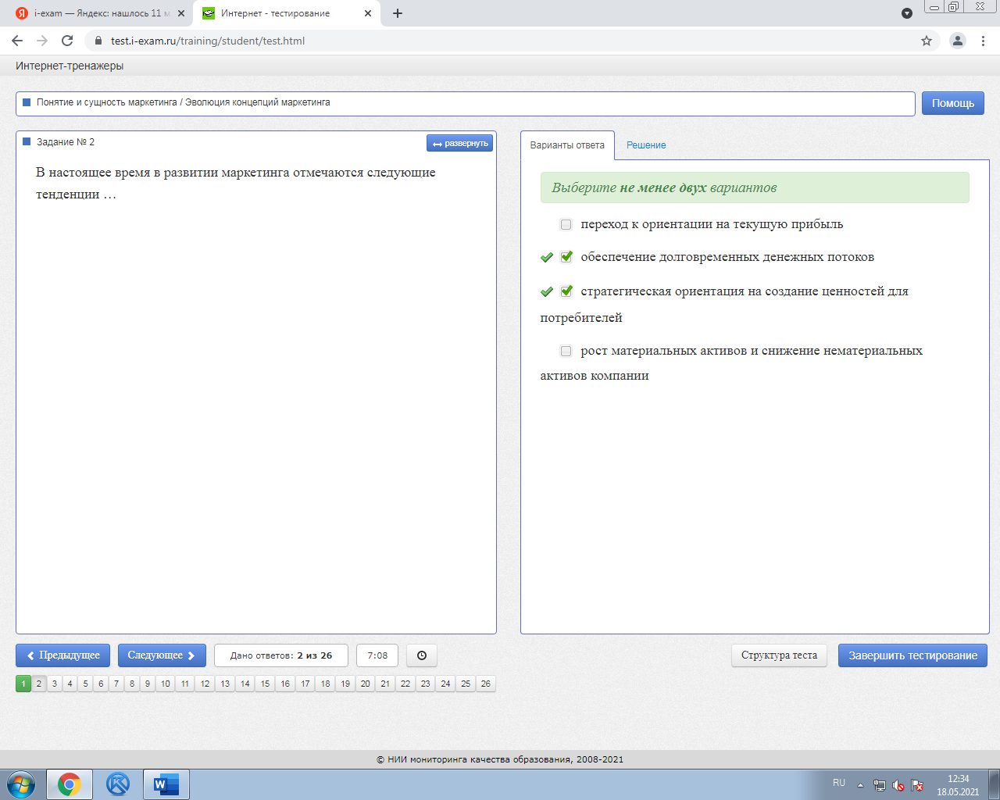 i-exam — Яндекс: нашлось 11 м
Интернет - тестирование
test.i-exam.ru/training/student/test.html
Интернет-тренажеры
Понятие и сущность маркетинга / Эволюция концепций маркетинга
Помощь
Задание № 2
развернуть
В настоящее время в развитии маркетинга отмечаются следующие
тенденции …
Варианты ответа
Решение
Выберите не менее двух вариантов
переход к ориентации на текущую прибыль
обеспечение долговременных денежных потоков
стратегическая ориентация на создание ценностей для
потребителей
рост материальных активов и снижение нематериальных
активов компании
Предыдущее
Следующее
Дано ответов: 2 из 26
7:08
Структура теста
Завершить тестирование
1 2 3 4 5 6 7 8 9 10 11 12 13 14 15 16 17 18 19 20 21 22 23 24 25 26
© НИИ мониторинга качества образования, 2008-2021
RU
12:34
18.05.2021